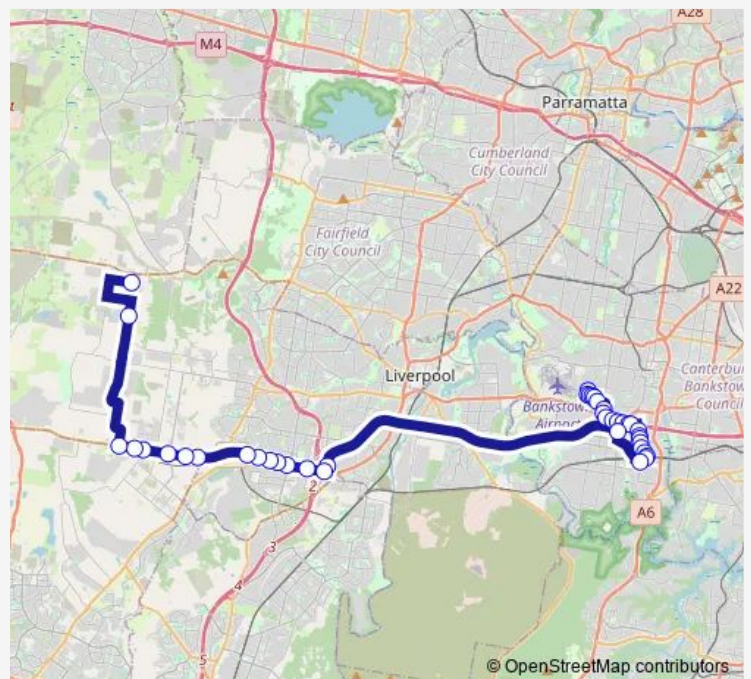 A28
M4
Parramatta
Cumberland
City Council
Fairfield
City Council
A22
Liverpool
Bankstown
Airport
Canterbury
Bankstown
Council
2
A6
3
4
5
© OpenStreetMap contributors